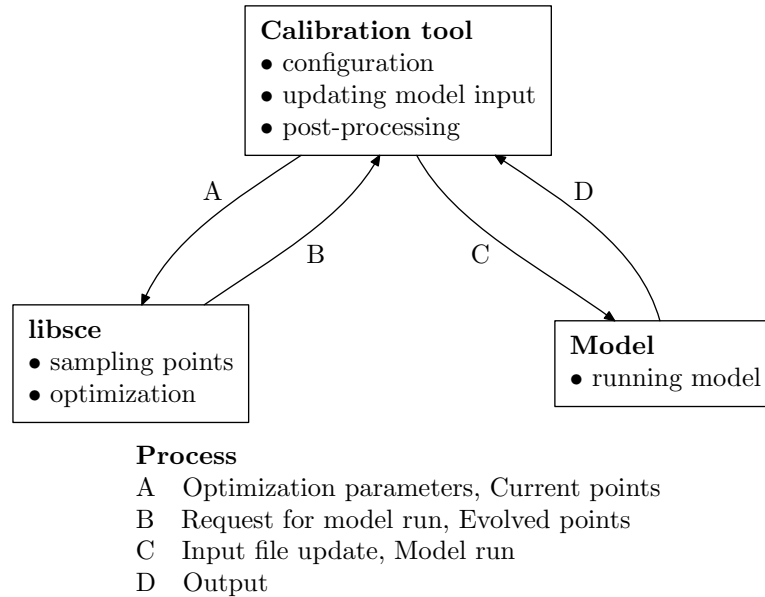 Calibration tool
• configuration
• updating model input
• post-processing
A
D
B
C
libsce
• sampling points
• optimization
Model
• running model
Process
A Optimization parameters, Current points
B Request for model run, Evolved points
C Input file update, Model run
D Output